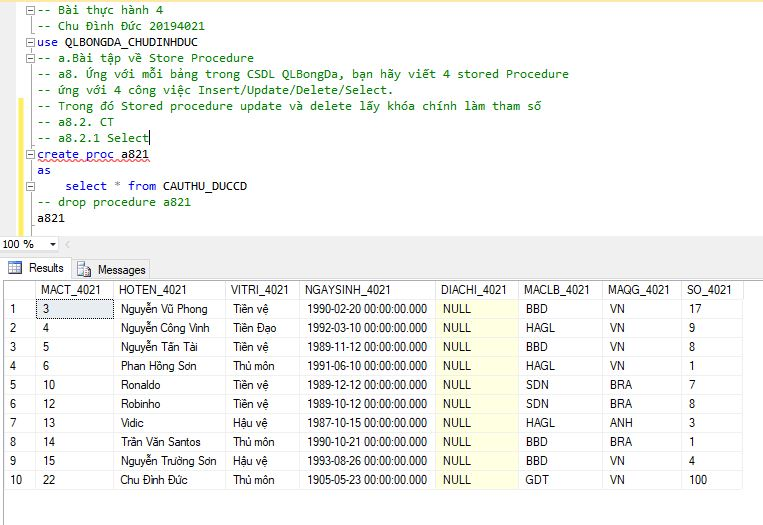 -- Bài thực hành 4
-- Chu Đình Đức 20194021
use QLBONGDA_CHUDINHDUC
-- a.Bài tập về Store Procedure
-- a8. Ứng với mỗi bảng trong CSDL QLBongDa, bạn hãy viết 4 stored Procedure
-- ứng với 4 công việc Insert/Update/Delete/Select.
-- Trong đó Stored procedure update và delete lấy khóa chính làm tham số
-- a8.2. CT
-- a8.2.1 Select
create proc a821
as
select * from CAUTHU_DUCCD
-- drop procedure a821
a821
100 %
Results Messages
MACT_4021 HOTEN_4021 VITRI_4021 NGAYSINH_4021 DIACHI_4021 MACLB_4021 MAQG_4021 SO_4021
1 3 Nguyễn Vũ Phong Tiền vệ 1990-02-20 00:00:00.000 NULL BBD VN 17
2 4 Nguyễn Công Vinh Tiền Đạo 1992-03-10 00:00:00.000 NULL HAGL VN 9
3 5 Nguyễn Tấn Tài Tiền vệ 1989-11-12 00:00:00.000 NULL BBD VN 8
4 6 Phan Hồng Sơn Thủ môn 1991-06-10 00:00:00.000 NULL HAGL VN 1
5 10 Ronaldo Tiền vệ 1989-12-12 00:00:00.000 NULL SDN BRA 7
6 12 Robinho Tiền vệ 1989-10-12 00:00:00.000 NULL SDN BRA 8
7 13 Vidic Hậu vệ 1987-10-15 00:00:00.000 NULL HAGL ANH 3
8 14 Trần Văn Santos Thủ môn 1990-10-21 00:00:00.000 NULL BBD BRA 1
9 15 Nguyễn Trường Sơn Hậu vệ 1993-08-26 00:00:00.000 NULL BBD VN 4
10 22 Chu Đình Đức Thủ môn 1905-05-23 00:00:00.000 NULL GDT VN 100